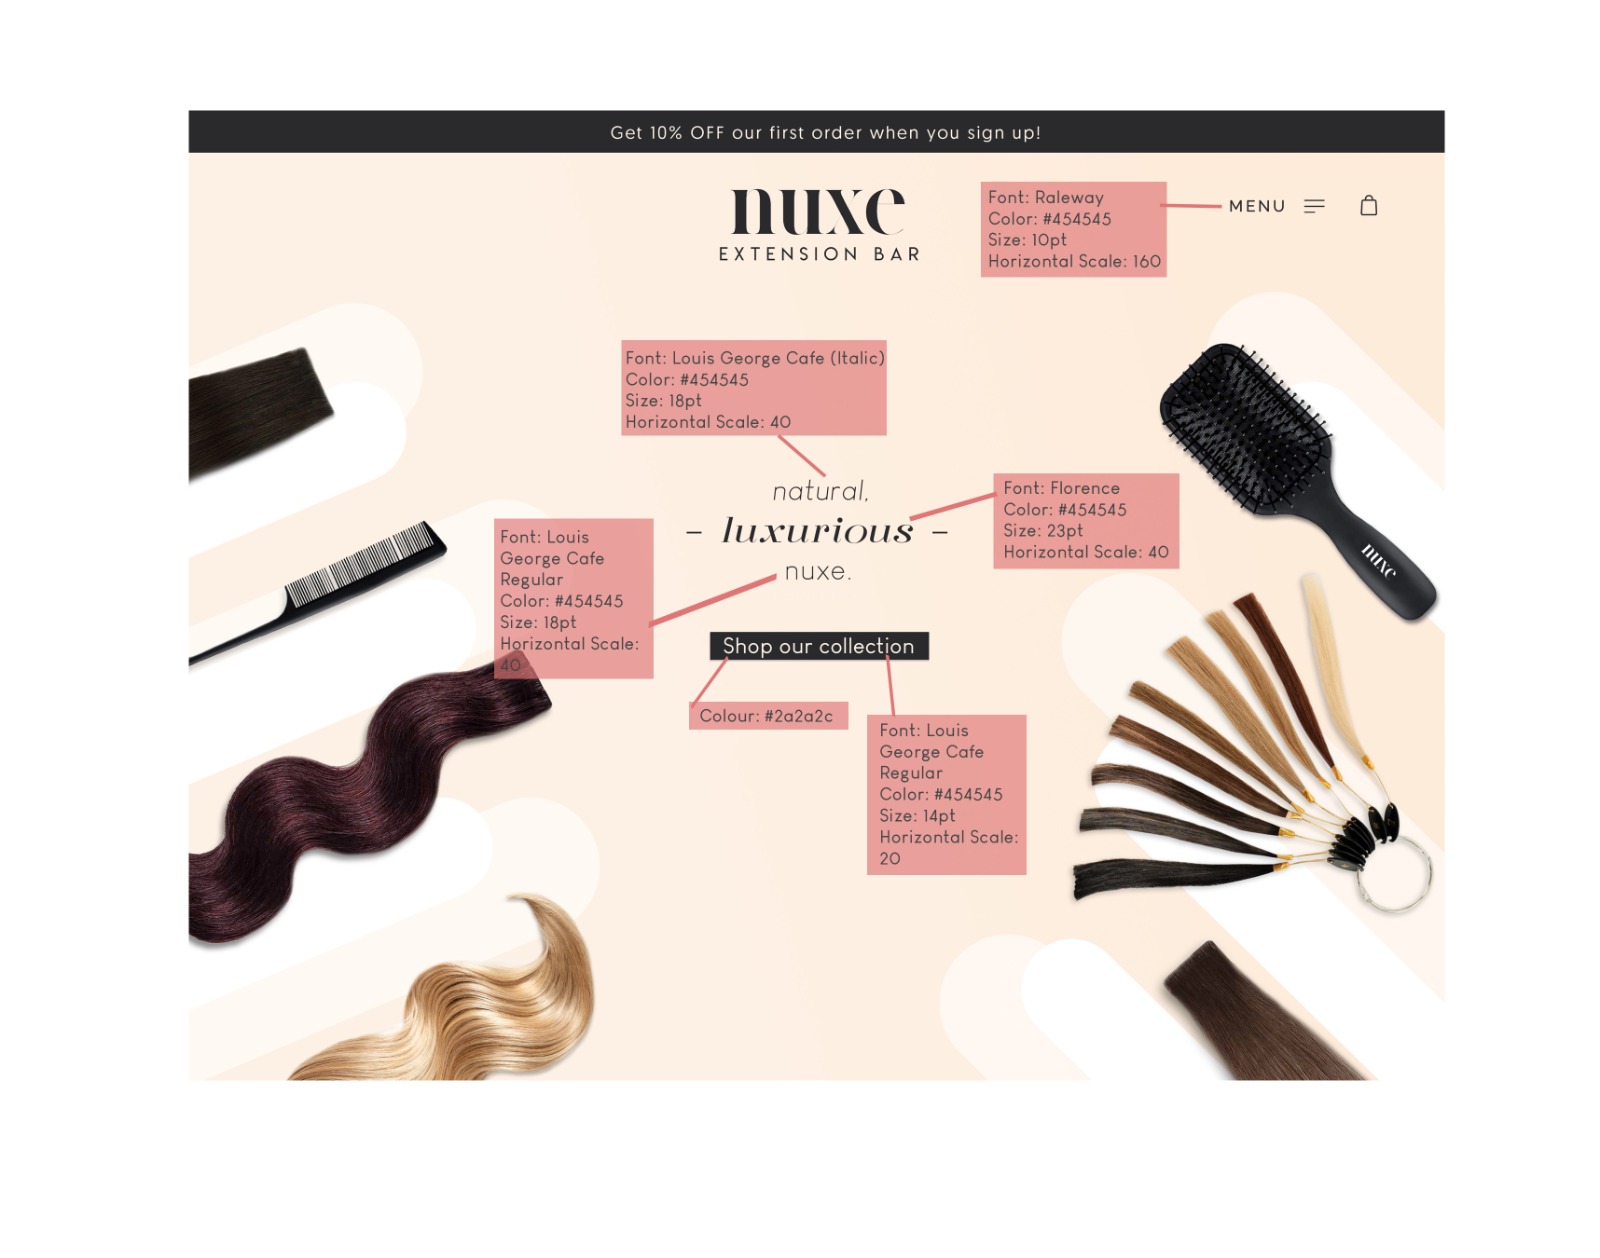 Get 10% OFF our first order when you sign up!
nuxe
EXTENSION BAR
Font: Raleway
Color: #454545
Size: 10pt
Horizontal Scale: 160
MENU
Font: Louis George Cafe (Italic)
Color: #454545
Size: 18pt
Horizontal Scale: 40
natural,
– luxurious –
nuxe.
Font: Florence
Color: #454545
Size: 23pt
Horizontal Scale: 40
Font: Louis
George Cafe
Regular
Color: #454545
Size: 18pt
Horizontal Scale:
40
nuxe
Shop our collection
Colour: #2a2a2c
Font: Louis
George Cafe
Regular
Color: #454545
Size: 14pt
Horizontal Scale:
20